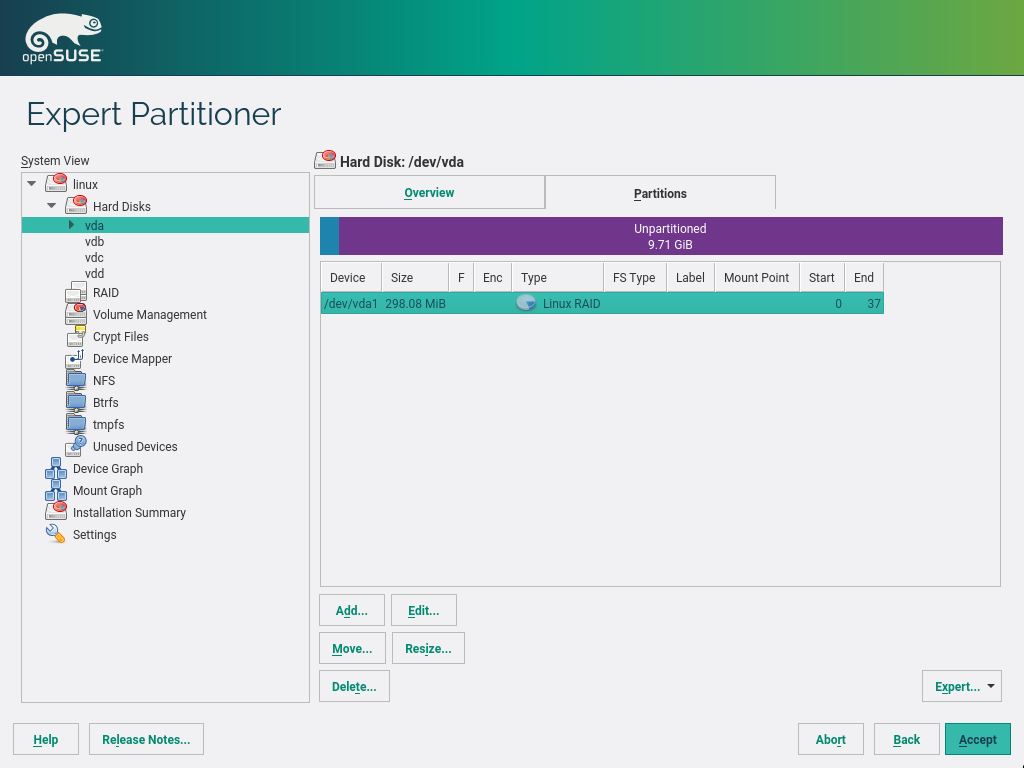 openSUSE
Expert Partitioner
System View
linux
Hard Disks
vda
vdb
vdc
vdd
RAID
Volume Management
Crypt Files
Device Mapper
NFS
Btrfs
tmpfs
Unused Devices
Device Graph
Mount Graph
Installation Summary
Settings
Hard Disk: /dev/vda
Overview Partitions
Unpartitioned
9.71 GiB
Device Size F Enc Type FS Type Label Mount Point Start End
/dev/vda1 298.08 MiB Linux RAID 0 37
Add... Edit...
Move... Resize...
Delete... Expert...
Help Release Notes... Abort Back Accept